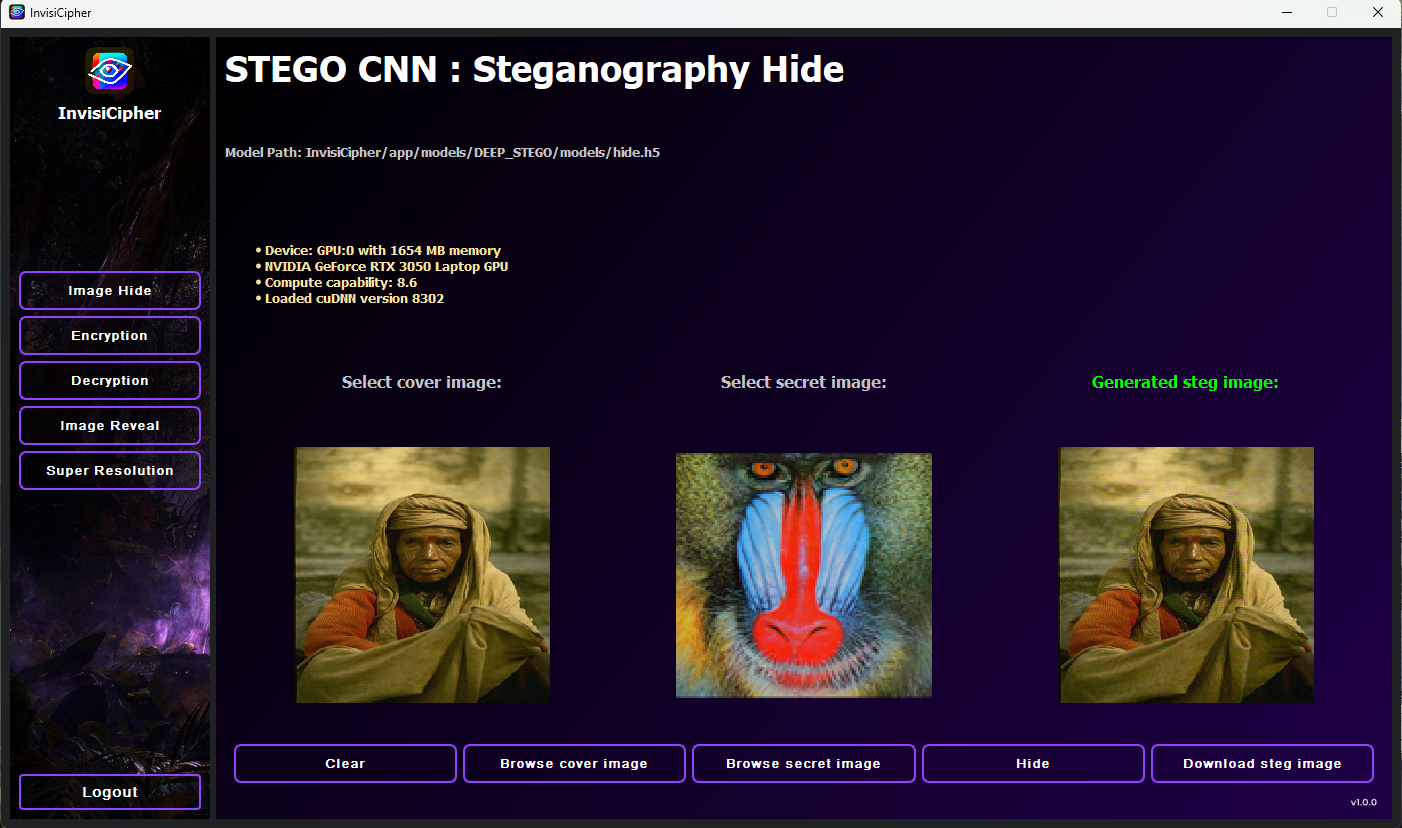 InvisiCipher
InvisiCipher
Image Hide
Encryption
Decryption
Image Reveal
Super Resolution
Logout
STEGO CNN : Steganography Hide
Model Path: InvisiCipher/app/models/DEEP_STEGO/models/hide.h5
• Device: GPU:0 with 1654 MB memory
• NVIDIA GeForce RTX 3050 Laptop GPU
• Compute capability: 8.6
• Loaded cuDNN version 8302
Select cover image:
Select secret image:
Generated steg image:
Clear
Browse cover image
Browse secret image
Hide
Download steg image
v1.0.0